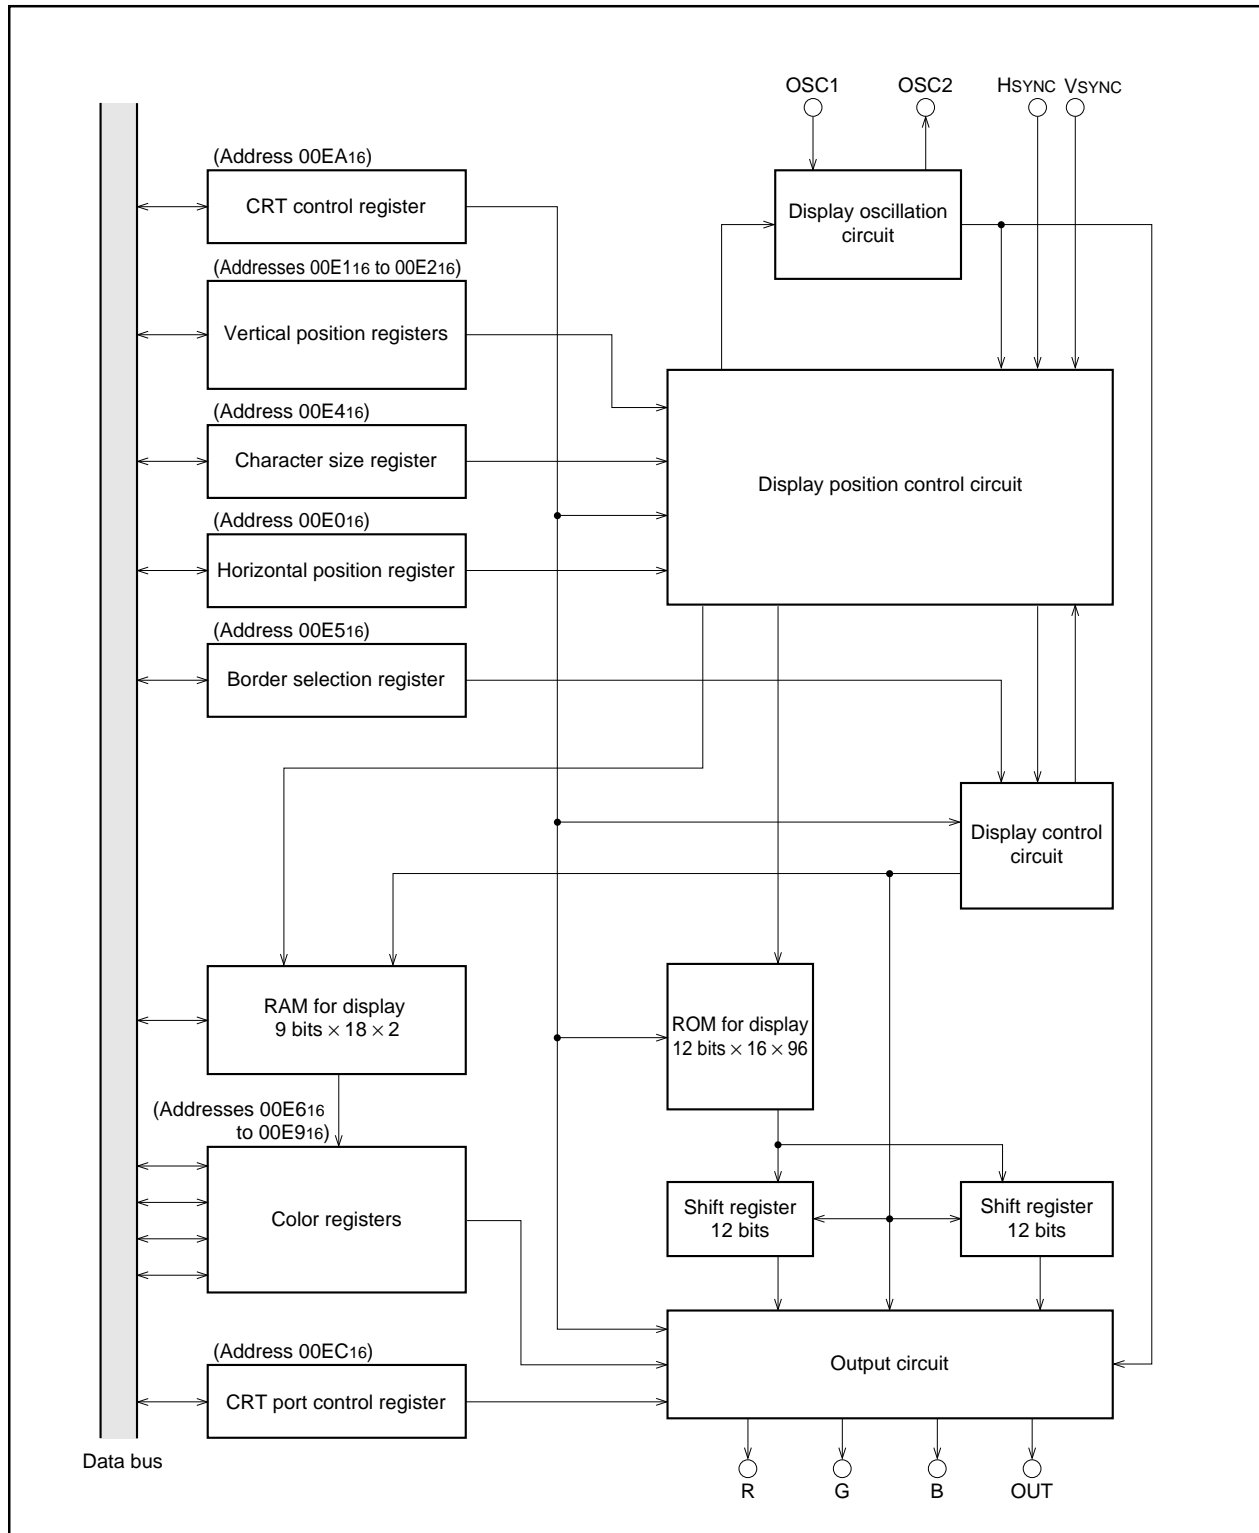 OSC1 OSC2 HSYNC VSYNC
(Address 00EA16)
CRT control register
Display oscillation
circuit
(Addresses 00E116 to 00E216)
Vertical position registers
(Address 00E416)
Character size register
Display position control circuit
(Address 00E016)
Horizontal position register
(Address 00E516)
Border selection register
Display control
circuit
RAM for display
9 bits × 18 × 2
ROM for display
12 bits × 16 × 96
(Addresses 00E616
to 00E916)
Color registers
Shift register
12 bits
Shift register
12 bits
(Address 00EC16)
CRT port control register
Output circuit
Data bus
R G B OUT